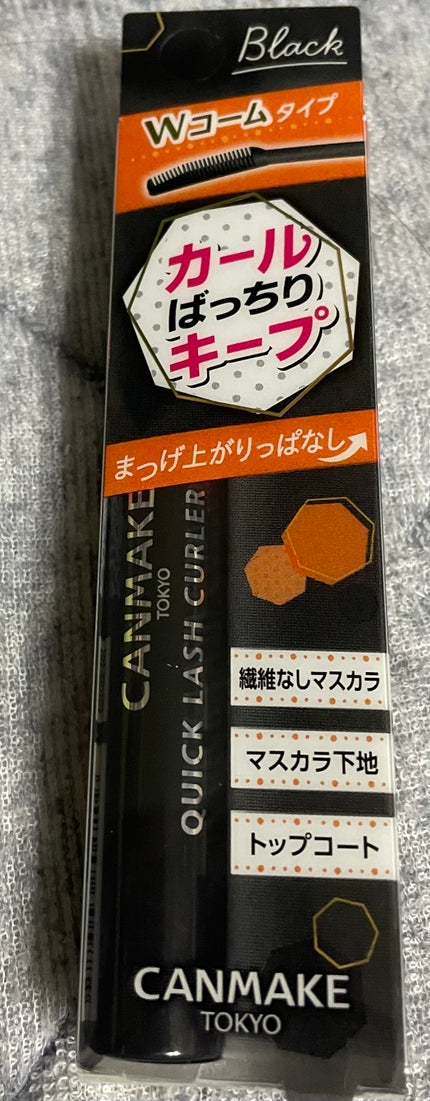 Black
Wコーム タイプ
カール
ばっちり
キープ
まつげ上がりっぱなし
CANMAKE
TOKYO
QUICK LASH CURLER
繊維なしマスカラ
マスカラ下地
トップコート
CANMAKE
TOKYO